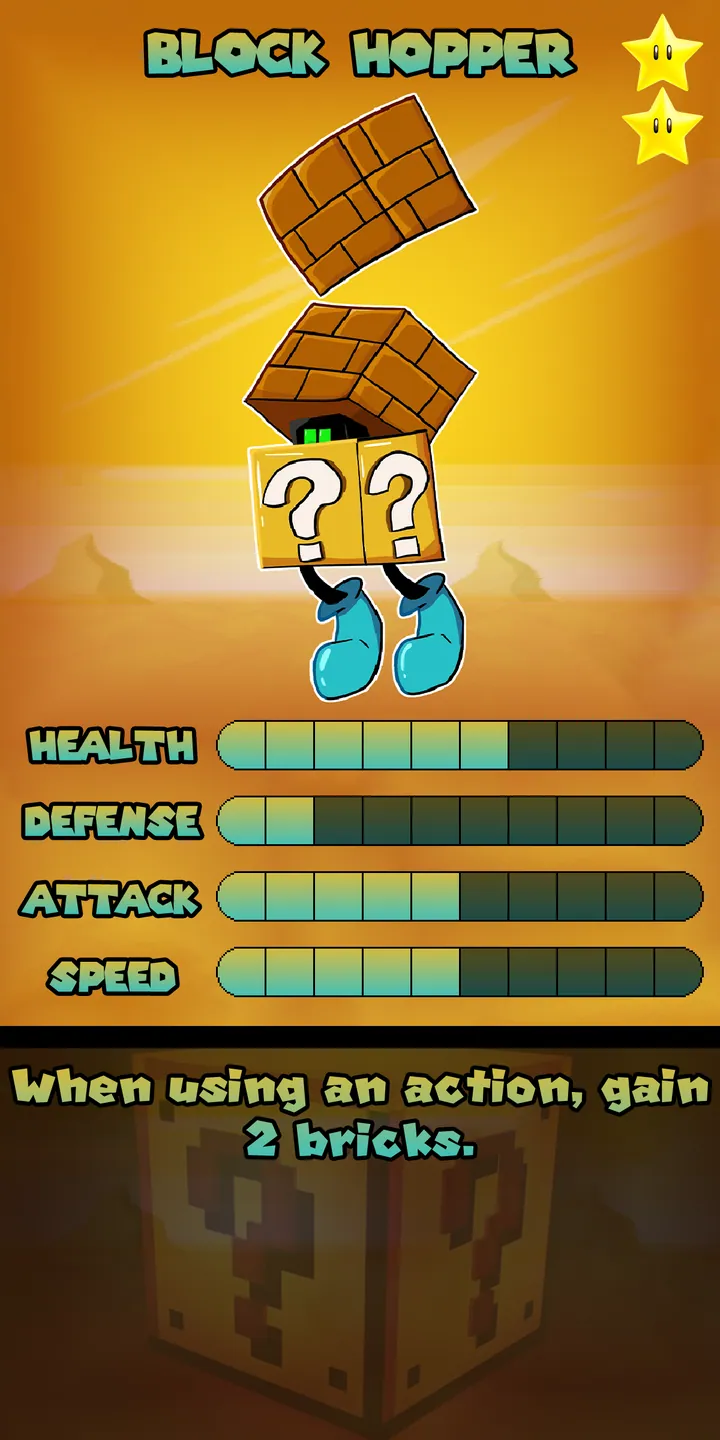 BLOCK HOPPER
?
?
HEALTH
DEFENSE
ATTACK
SPEED
When using an action, gain
2 bricks.